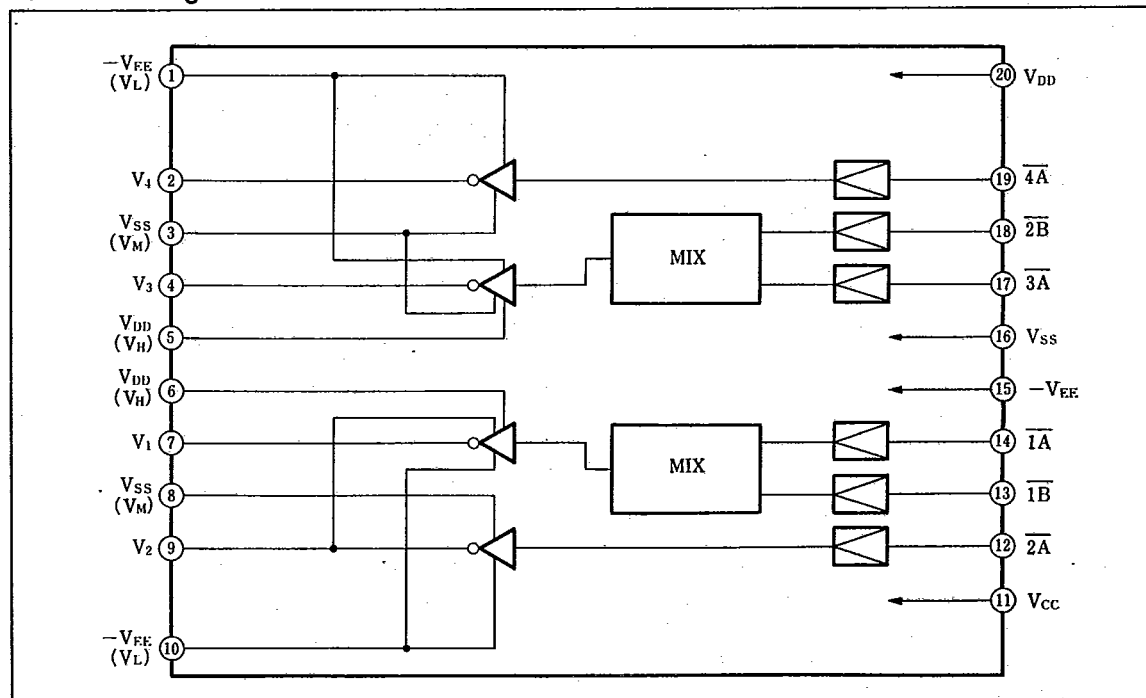 −V̅EE
(VL)
1
V4
2
VSS
(VM)
3
V3
4
VDD
(VH)
5
VDD
(VH)
6
V1
7
VSS
(VM)
8
V2
9
−VEE
(VL)
10
MIX
MIX
20 VDD
19 4A
18 2B
17 3A
16 VSS
15 −VEE
14 1A
13 1B
12 2A
11 VCC